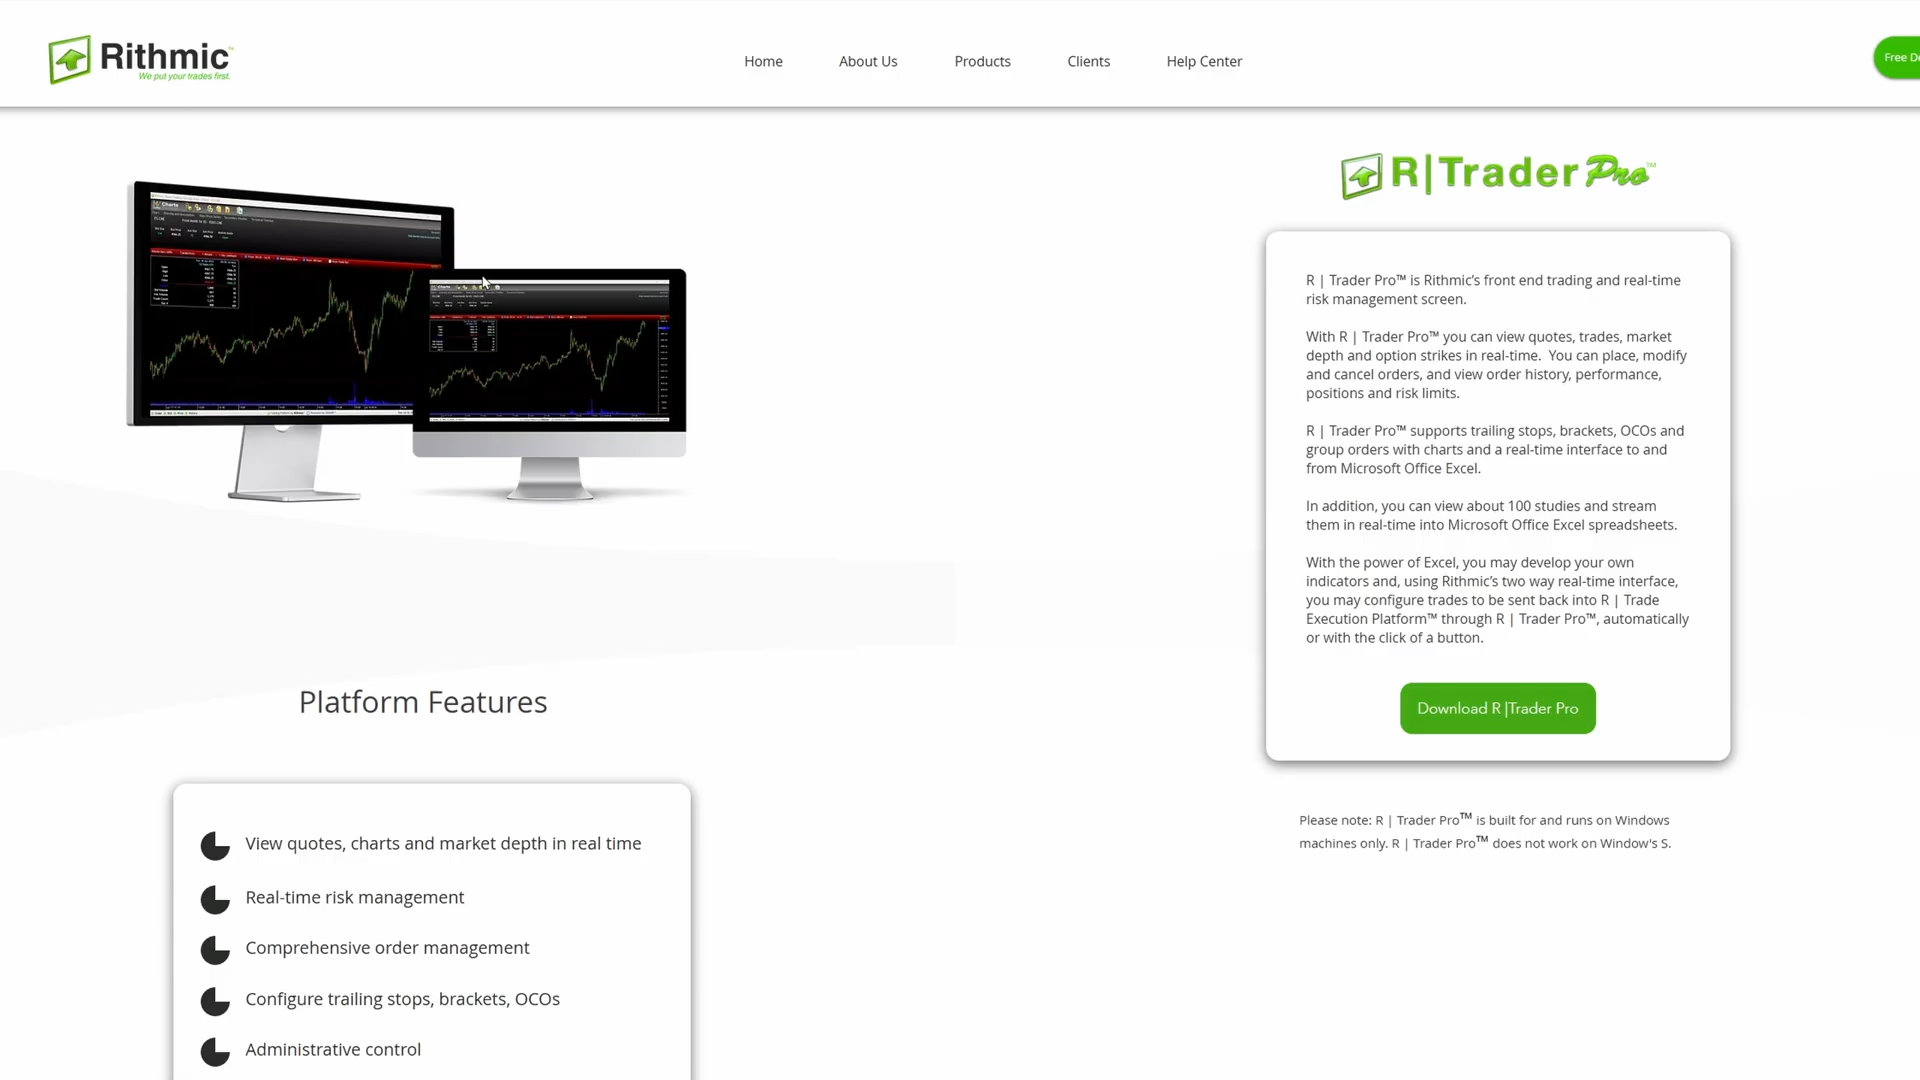 Rithmic™
We put your trades first.
Home
About Us
Products
Clients
Help Center
Free De
R|Trader Pro™
R | Trader Pro™ is Rithmic’s front end trading and real-time
risk management screen.
With R | Trader Pro™ you can view quotes, trades, market
depth and option strikes in real-time. You can place, modify
and cancel orders, and view order history, performance,
positions and risk limits.
R | Trader Pro™ supports trailing stops, brackets, OCOs and
group orders with charts and a real-time interface to and
from Microsoft Office Excel.
In addition, you can view about 100 studies and stream
them in real-time into Microsoft Office Excel spreadsheets.
With the power of Excel, you may develop your own
indicators and, using Rithmic’s two way real-time interface,
you may configure trades to be sent back into R | Trade
Execution Platform™ through R | Trader Pro™, automatically
or with the click of a button.
Download R |Trader Pro
Please note: R | Trader Pro™ is built for and runs on Windows
machines only. R | Trader Pro™ does not work on Window's S.
Platform Features
View quotes, charts and market depth in real time
Real-time risk management
Comprehensive order management
Configure trailing stops, brackets, OCOs
Administrative control